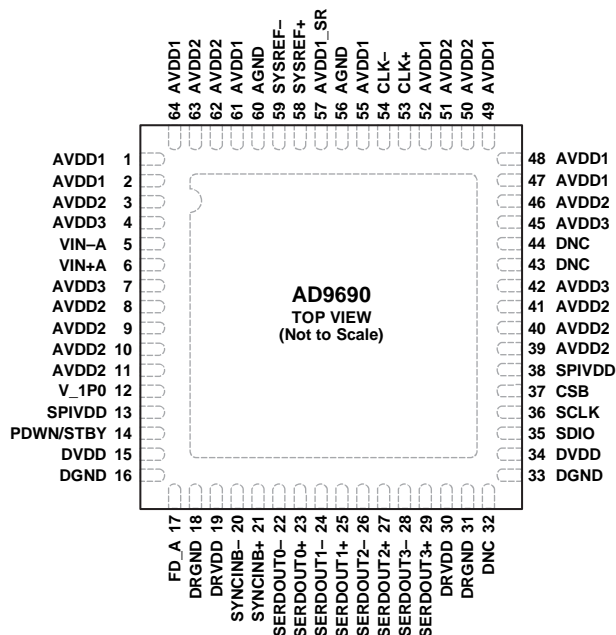 64 AVDD1
63 AVDD2
62 AVDD2
61 AVDD1
60 AGND
59 SYSREF–
58 SYSREF+
57 AVDD1_SR
56 AGND
55 AVDD1
54 CLK–
53 CLK+
52 AVDD1
51 AVDD2
50 AVDD2
49 AVDD1
AVDD1 1
AVDD1 2
AVDD2 3
AVDD3 4
VIN–A 5
VIN+A 6
AVDD3 7
AVDD2 8
AVDD2 9
AVDD2 10
AVDD2 11
V_1P0 12
SPIVDD 13
PDWN/STBY 14
DVDD 15
DGND 16
AD9690
TOP VIEW
(Not to Scale)
48 AVDD1
47 AVDD1
46 AVDD2
45 AVDD3
44 DNC
43 DNC
42 AVDD3
41 AVDD2
40 AVDD2
39 AVDD2
38 SPIVDD
37 CSB
36 SCLK
35 SDIO
34 DVDD
33 DGND
FD_A 17
DRGND 18
DRVDD 19
SYNCINB– 20
SYNCINB+ 21
SERDOUT0– 22
SERDOUT0+ 23
SERDOUT1– 24
SERDOUT1+ 25
SERDOUT2– 26
SERDOUT2+ 27
SERDOUT3– 28
SERDOUT3+ 29
DRVDD 30
DRGND 31
DNC 32